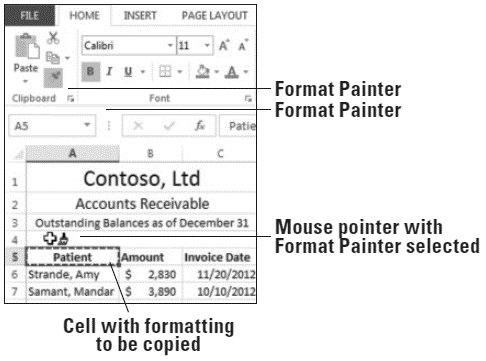 FILE HOME INSERT PAGE LAYOUT
Calibri 11 A A
Paste
B I U A
Clipboard Font
Format Painter
Format Painter
A5 fx Patie
A B C
1 Contoso, Ltd
2 Accounts Receivable
3 Outstanding Balances as of December 31
4
Mouse pointer with
Format Painter selected
5 Patient Amount Invoice Date
6 Strande, Amy $ 2,830 11/20/2012
7 Samant, Mandar $ 3,890 10/10/2012
Cell with formatting
to be copied